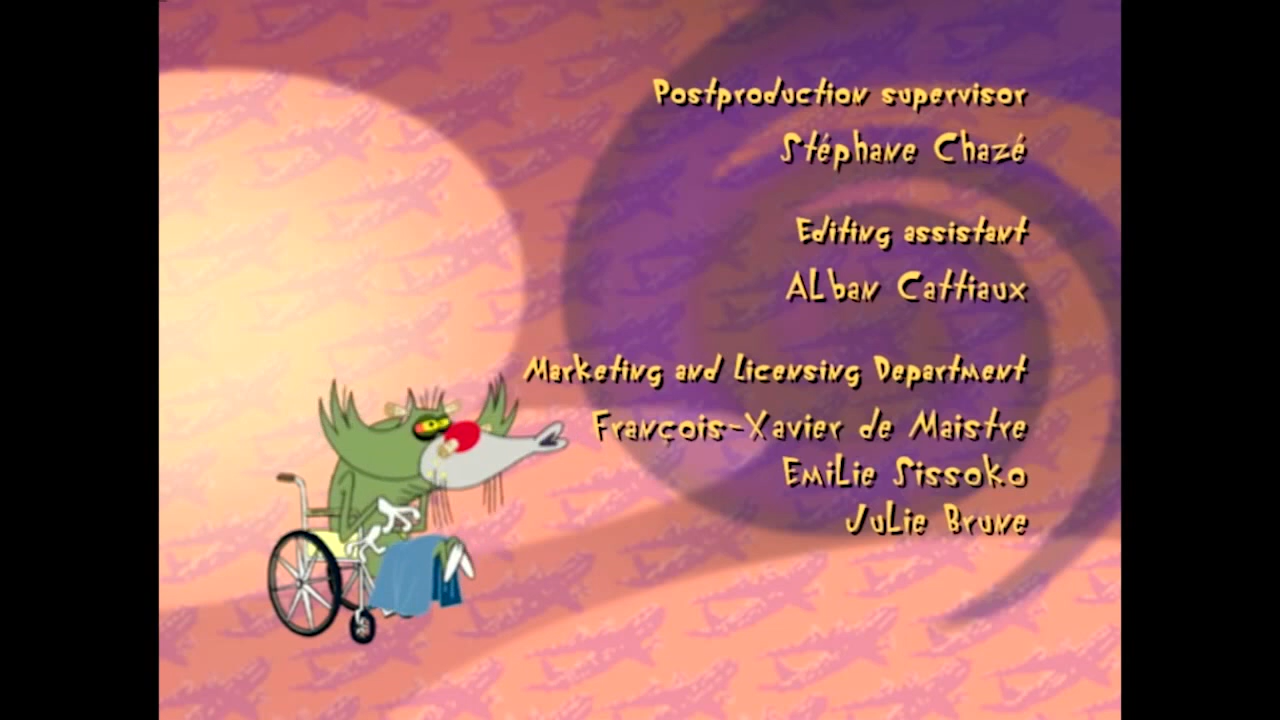 Postproduction supervisor
Stéphane Chazé
Editing assistant
Alban Cattiaux
Marketing and Licensing Department
François-Xavier de Maistre
Emilie Sissoko
Julie Brune